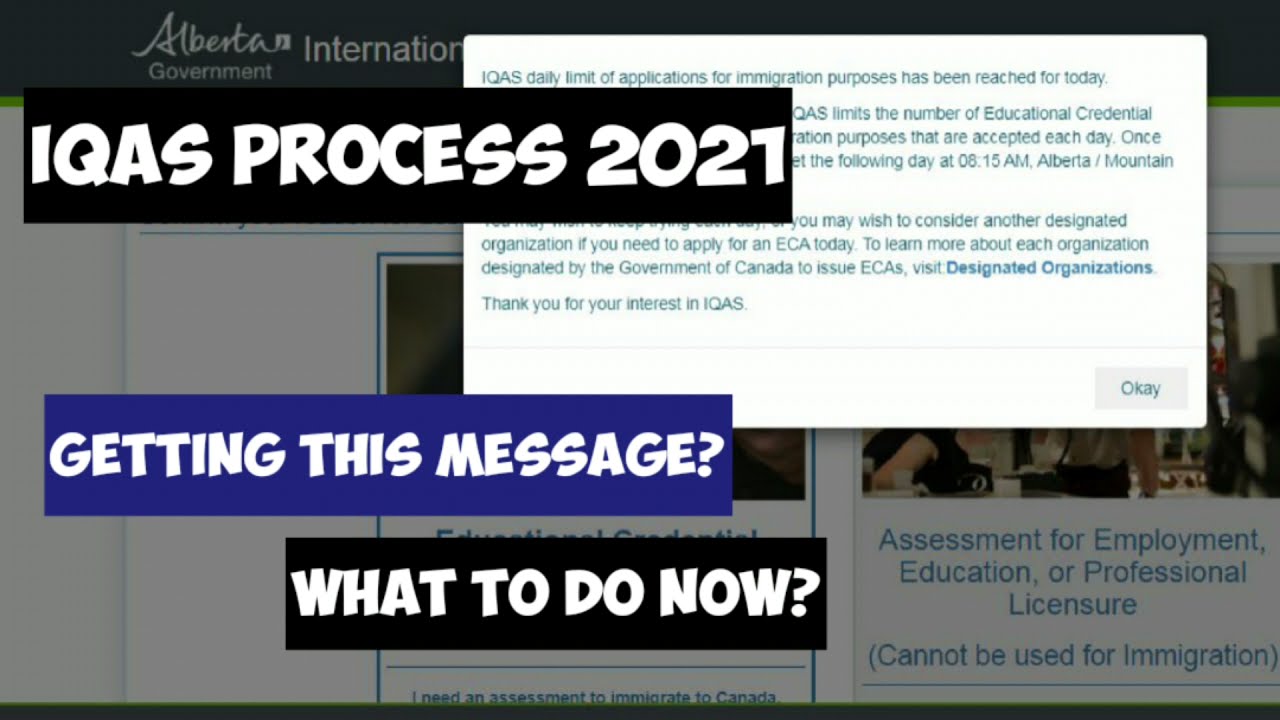 Alberta Government
Internation
IQAS daily limit of applications for immigration purposes has been reached for today.
QAS limits the number of Educational Credential
ration purposes that are accepted each day. Once
et the following day at 08:15 AM, Alberta / Mountain
IQAS PROCESS 2021
You may wish to keep trying each day, or you may wish to consider another designated
organization if you need to apply for an ECA today. To learn more about each organization
designated by the Government of Canada to issue ECAs, visit:Designated Organizations.
Thank you for your interest in IQAS.
Okay
GETTING THIS MESSAGE?
Educational Credential
WHAT TO DO NOW?
I need an assessment to immigrate to Canada.
Assessment for Employment,
Education, or Professional
Licensure
(Cannot be used for Immigration)